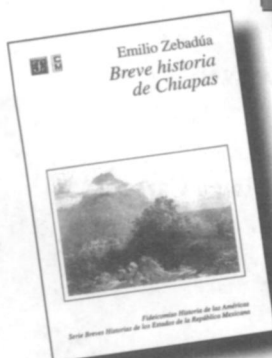 Emilio Zebadúa
Breve historia
de Chiapas
Fideicomiso Historia de las Américas
Serie Breves Historias de los Estados de la República Mexicana